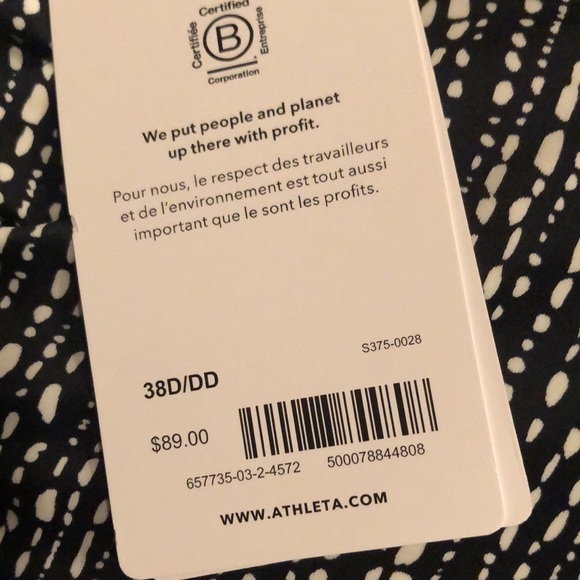 Certified
Certifiée
B
Entreprise
Corporation
We put people and planet
up there with profit.
Pour nous, le respect des travailleurs
et de l'environnement est tout aussi
important que le sont les profits.
S375-0028
38D/DD
$89.00
657735-03-2-4572 500078844808
WWW.ATHLETA.COM